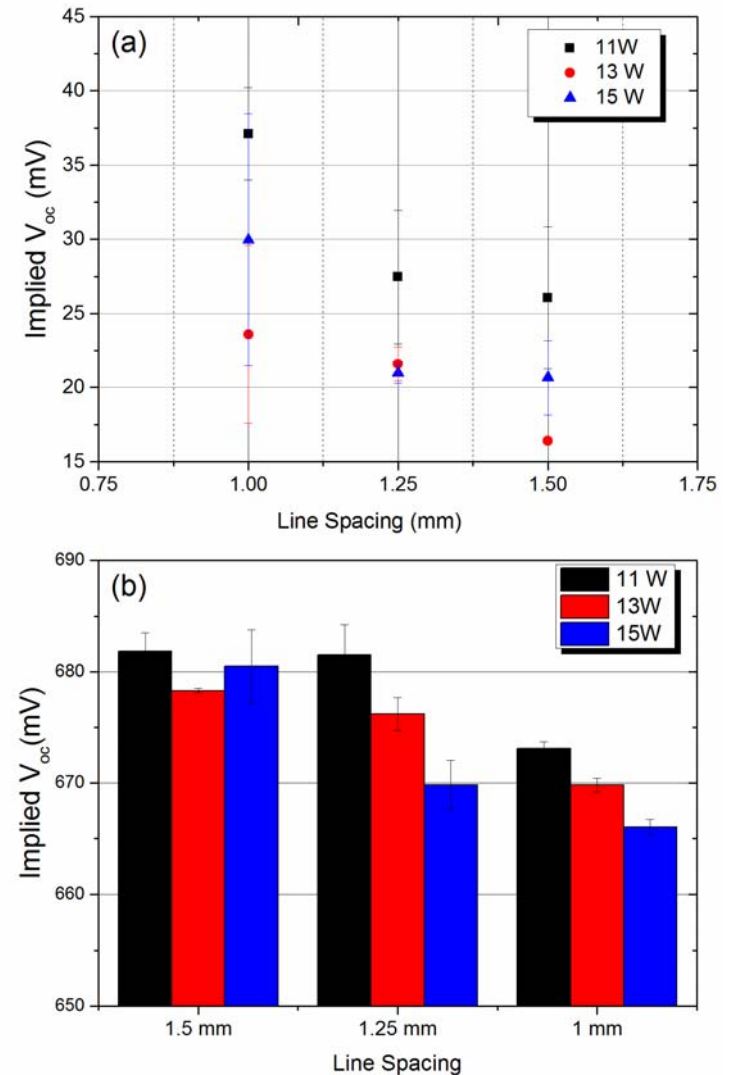 (a)
11W
13 W
15 W
45
40
35
30
25
20
15
Implied Voc (mV)
0.75 1.00 1.25 1.50 1.75
Line Spacing (mm)
(b)
11 W
13W
15W
690
680
670
660
650
Implied Voc(mV)
1.5 mm 1.25 mm 1 mm
Line Spacing